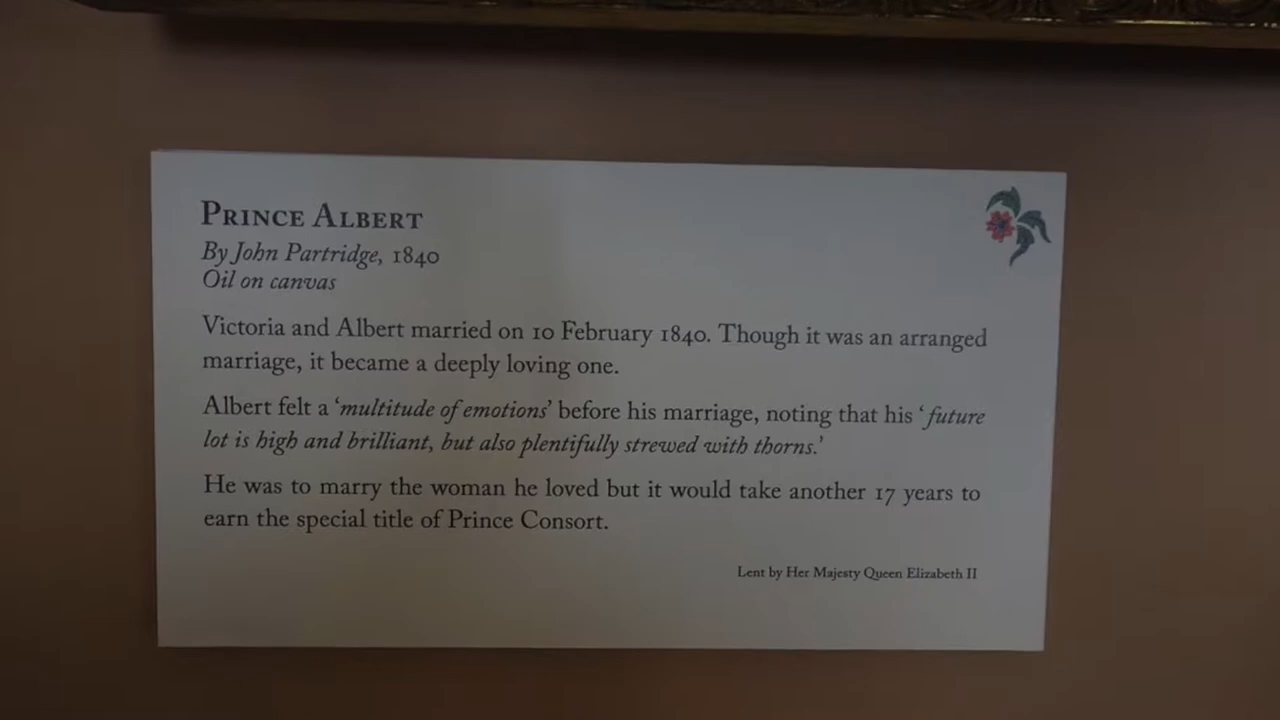 PRINCE ALBERT
By John Partridge, 1840
Oil on canvas
Victoria and Albert married on 10 February 1840. Though it was an arranged
marriage, it became a deeply loving one.
Albert felt a ‘multitude of emotions’ before his marriage, noting that his ‘future
lot is high and brilliant, but also plentifully strewed with thorns.’
He was to marry the woman he loved but it would take another 17 years to
earn the special title of Prince Consort.
Lent by Her Majesty Queen Elizabeth II